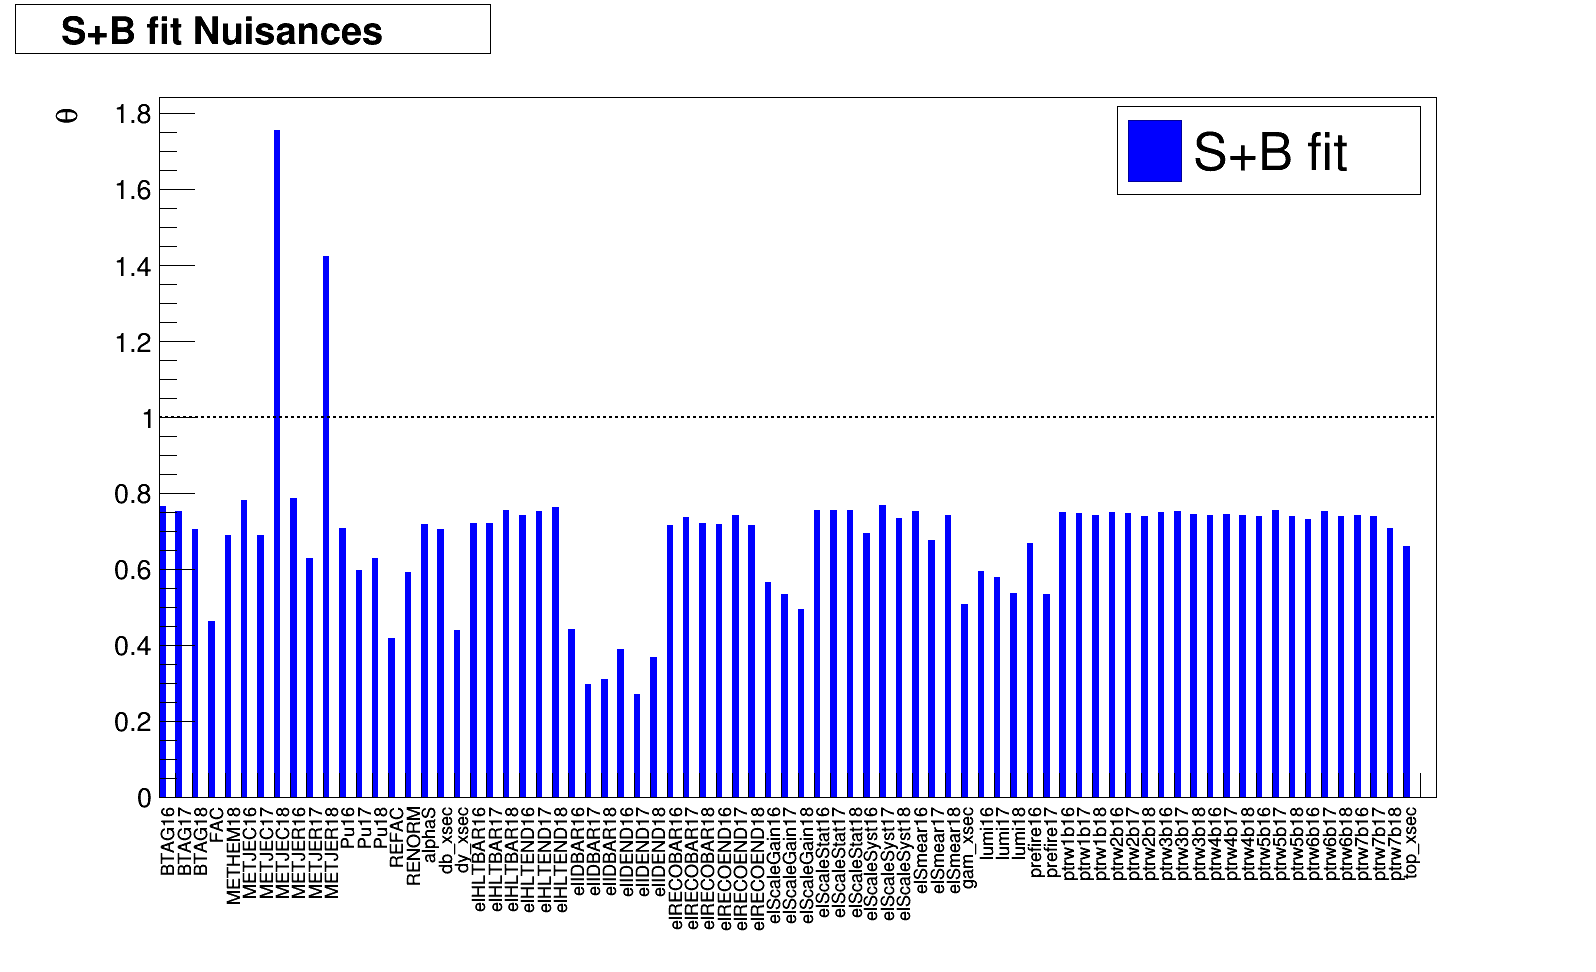 S+B fit Nuisances
θ
1.8
1.6
1.4
1.2
1
0.8
0.6
0.4
0.2
0
S+B fit
BTAG16
BTAG17
BTAG18
FAC
METHEM18
METJEC16
METJEC17
METJEC18
METJER16
METJER17
METJER18
Pu16
Pu17
Pu18
REFAC
RENORM
alphaS
db_xsec
dy_xsec
elHLTBAR16
elHLTBAR17
elHLTBAR18
elHLTEND16
elHLTEND17
elHLTEND18
elIDBAR16
elIDBAR17
elIDBAR18
elIDEND16
elIDEND17
elIDEND18
elRECOBAR16
elRECOBAR17
elRECOBAR18
elRECOEND16
elRECOEND17
elRECOEND18
elScaleGain16
elScaleGain17
elScaleGain18
elScaleStat16
elScaleStat17
elScaleStat18
elScaleSyst16
elScaleSyst17
elScaleSyst18
elSmear16
elSmear17
elSmear18
gam_xsec
lumi16
lumi17
lumi18
prefire16
prefire17
ptrw1b16
ptrw1b17
ptrw1b18
ptrw2b16
ptrw2b17
ptrw2b18
ptrw3b16
ptrw3b17
ptrw3b18
ptrw4b16
ptrw4b17
ptrw4b18
ptrw5b16
ptrw5b17
ptrw5b18
ptrw6b16
ptrw6b17
ptrw6b18
ptrw7b16
ptrw7b17
ptrw7b18
top_xsec